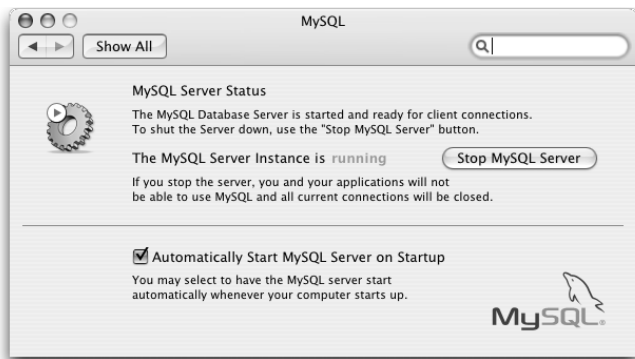 MySQL
Show All
MySQL Server Status
The MySQL Database Server is started and ready for client connections.
To shut the Server down, use the "Stop MySQL Server" button.
The MySQL Server Instance is running
Stop MySQL Server
If you stop the server, you and your applications will not
be able to use MySQL and all current connections will be closed.
Automatically Start MySQL Server on Startup
You may select to have the MySQL server start
automatically whenever your computer starts up.
MySQL.